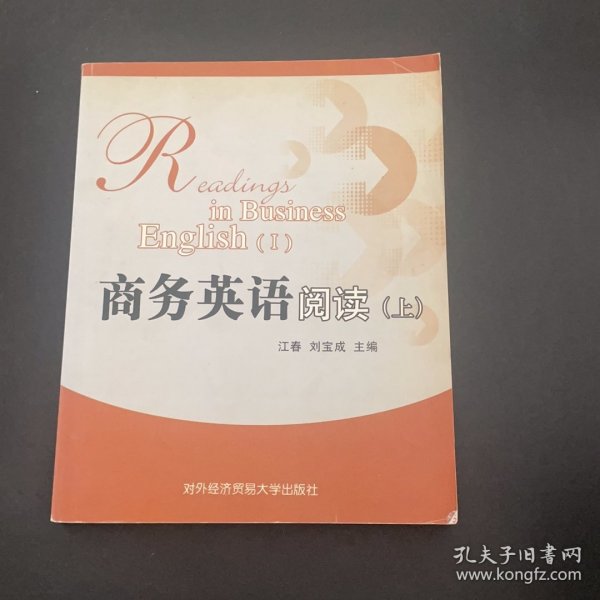 Readings
in Business
English (I)
商务英语阅读(上)
江春 刘宝成 主编
对外经济贸易大学出版社
孔夫子旧书网
www.kongfz.com